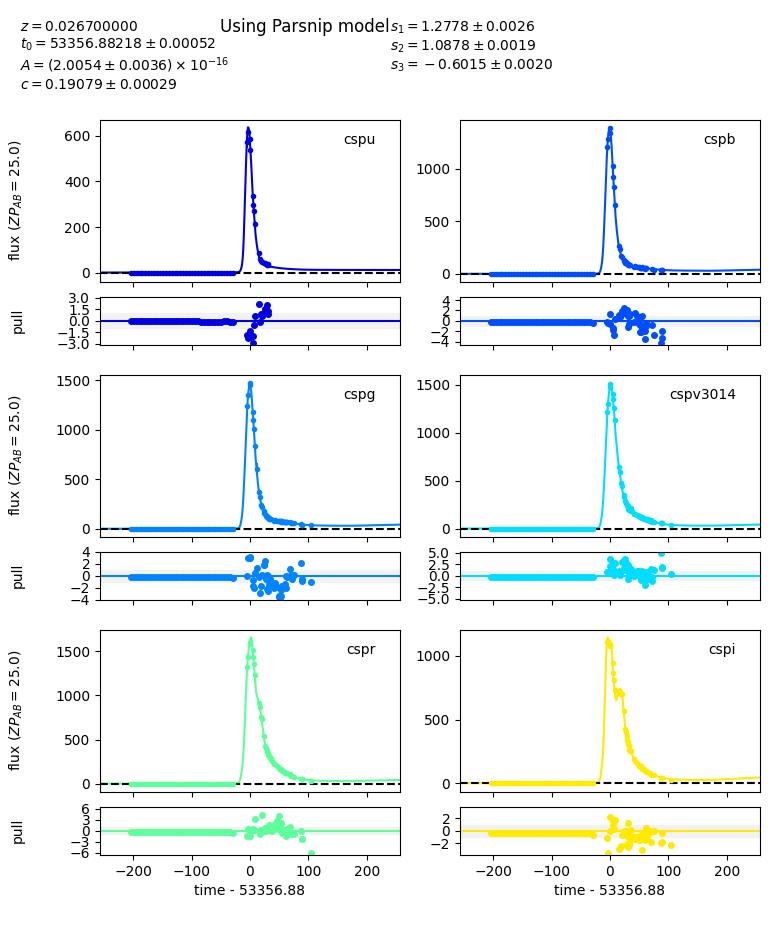 z = 0.026700000
Using Parsnip model
s₁ = 1.2778 ± 0.0026
t₀ = 53356.88218 ± 0.00052
s₂ = 1.0878 ± 0.0019
A = (2.0054 ± 0.0036) × 10⁻¹⁶
s₃ = −0.6015 ± 0.0020
c = 0.19079 ± 0.00029
cspu
600
400
200
0
flux (ZP_AB = 25.0)
cspb
1000
500
0
3.0
1.5
0.0
−1.5
−3.0
pull
4
2
0
−2
−4
cspg
1500
1000
500
0
flux (ZP_AB = 25.0)
cspv3014
1500
1000
500
0
4
2
0
−2
−4
pull
5.0
2.5
0.0
−2.5
−5.0
cspr
1500
1000
500
0
flux (ZP_AB = 25.0)
cspi
1000
500
0
6
3
0
−3
−6
pull
2
0
−2
−200 −100 0 100 200
time - 53356.88
−200 −100 0 100 200
time - 53356.88